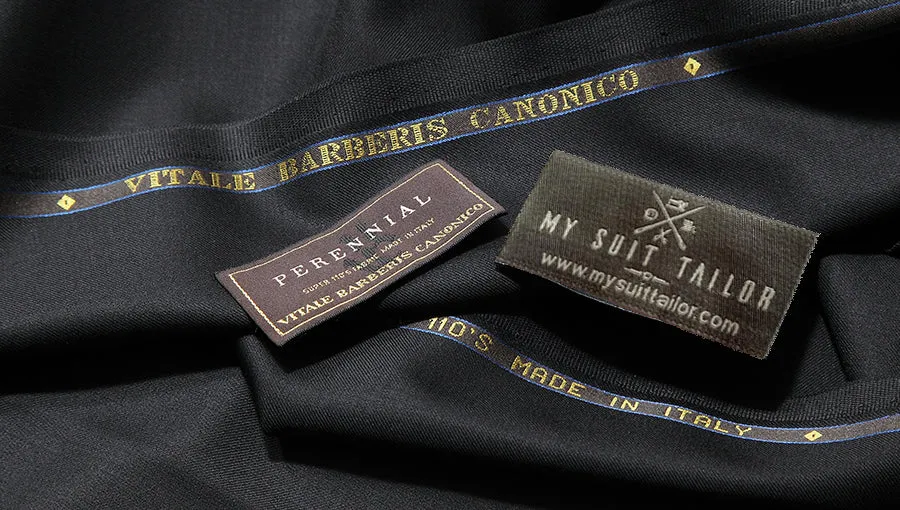 VITALE BARBERIS CANONICO
PERENNIAL
SUPER 110'S FABRIC MADE IN ITALY
VITALE BARBERIS CANONICO
MY SUIT TAILOR
www.mysuittailor.com
110'S MADE IN ITALY